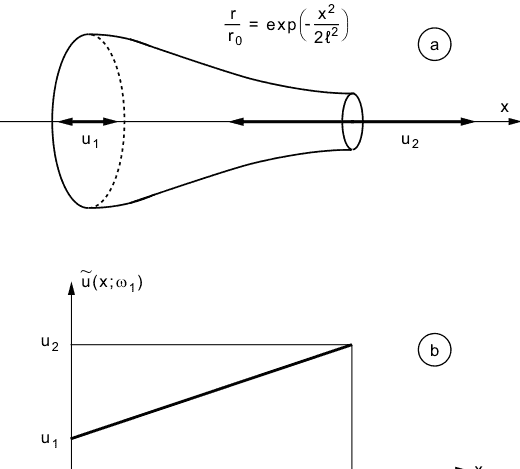 r/r₀ = exp(-x²/2ℓ²)
a
x
u₁
u₂
ũ(x;ω₁)
u₂
b
u₁
x